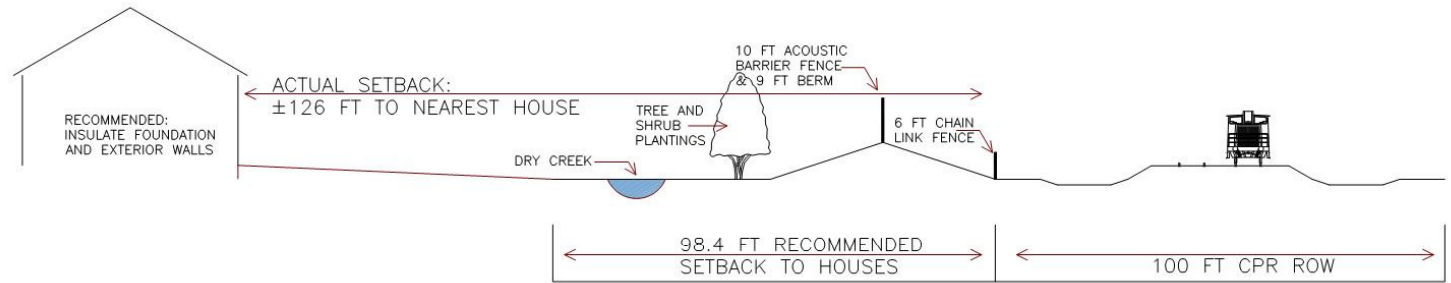 RECOMMENDED:
INSULATE FOUNDATION
AND EXTERIOR WALLS
ACTUAL SETBACK:
±126 FT TO NEAREST HOUSE
DRY CREEK
TREE AND
SHRUB
PLANTINGS
10 FT ACOUSTIC
BARRIER FENCE
& 9 FT BERM
6 FT CHAIN
LINK FENCE
98.4 FT RECOMMENDED
SETBACK TO HOUSES
100 FT CPR ROW